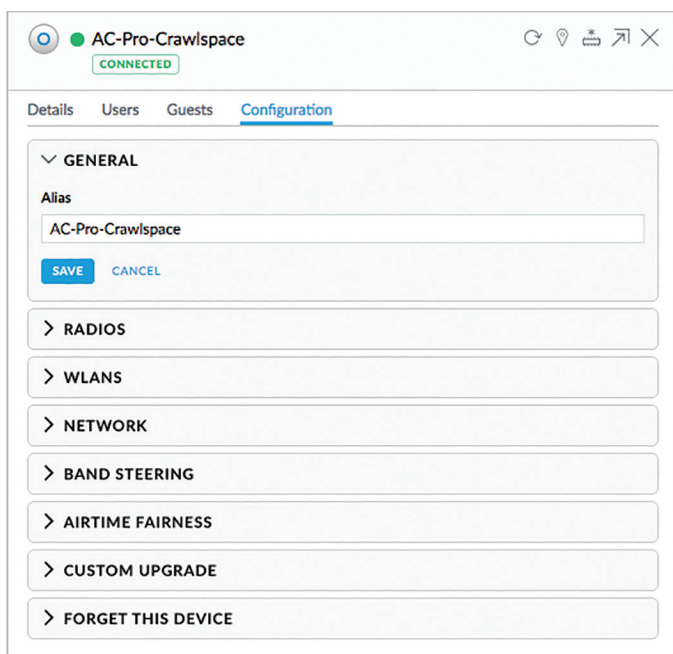 AC-Pro-Crawlspace
CONNECTED
Details Users Guests Configuration
GENERAL
Alias
AC-Pro-Crawlspace
SAVE CANCEL
RADIOS
WLANS
NETWORK
BAND STEERING
AIRTIME FAIRNESS
CUSTOM UPGRADE
FORGET THIS DEVICE